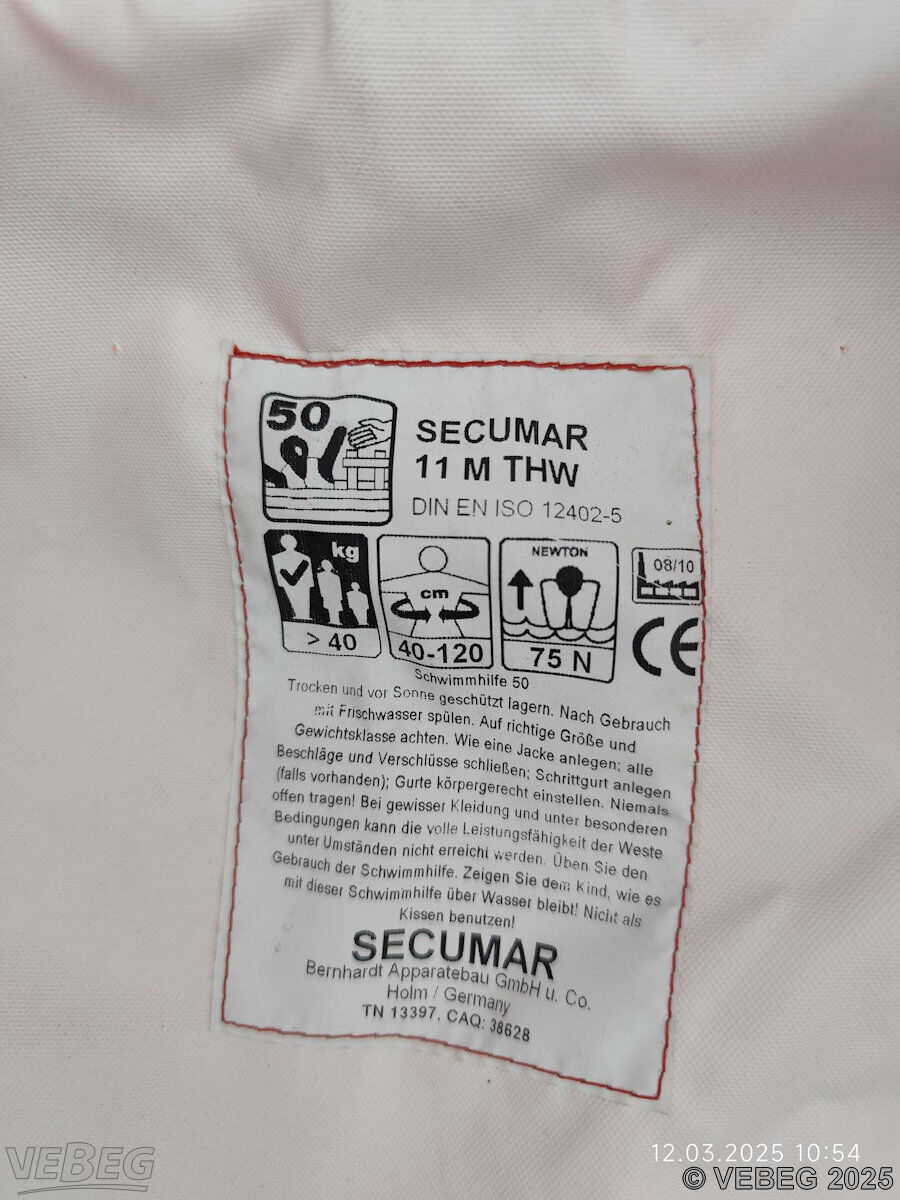 50
SECUMAR
11 M THW
DIN EN ISO 12402-5
kg
> 40
cm
40-120
NEWTON
75 N
08/10
CE
Schwimmhilfe 50
Trocken und vor Sonne geschützt lagern. Nach Gebrauch
mit Frischwasser spülen. Auf richtige Größe und
Gewichtsklasse achten. Wie eine Jacke anlegen; alle
Beschläge und Verschlüsse schließen; Schrittgurt anlegen
(falls vorhanden); Gurte körpergerecht einstellen. Niemals
offen tragen! Bei gewisser Kleidung und unter besonderen
Bedingungen kann die volle Leistungsfähigkeit der Weste
unter Umständen nicht erreicht werden. Üben Sie den
Gebrauch der Schwimmhilfe. Zeigen Sie dem Kind, wie es
mit dieser Schwimmhilfe über Wasser bleibt! Nicht als
Kissen benutzen!
SECUMAR
Bernhardt Apparatebau GmbH u. Co.
Holm / Germany
TN 13397, CAQ: 38628
VEBEG
12.03.2025 10:54
© VEBEG 2025